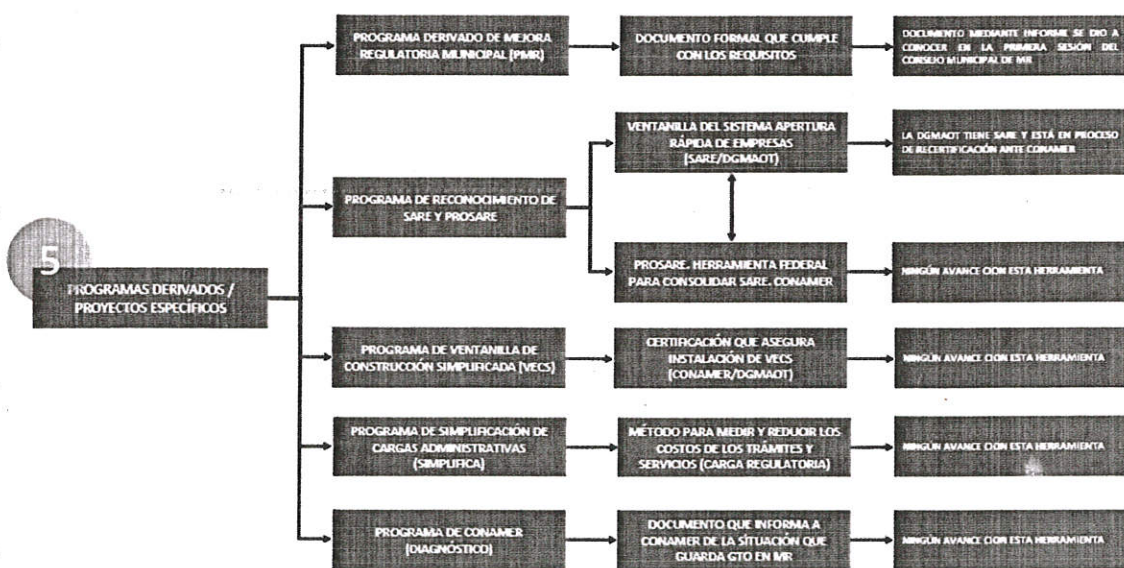 5
PROGRAMAS DERIVADOS /
PROYECTOS ESPECÍFICOS
PROGRAMA DERIVADO DE MEJORA
REGULATORIA MUNICIPAL (PMR)
DOCUMENTO FORMAL QUE CUMPLE
CON LOS REQUISITOS
DOCUMENTO MEDIANTE INFORME SE DIO A
CONOCER EN LA PRIMERA SESIÓN DEL
CONSEJO MUNICIPAL DE MR
PROGRAMA DE RECONOCIMIENTO DE
SARE Y PROSARE
VENTANILLA DEL SISTEMA APERTURA
RÁPIDA DE EMPRESAS
(SARE/DGMAOT)
LA DGMAOT TIENE SARE Y ESTÁ EN PROCESO
DE RECERTIFICACIÓN ANTE CONAMER
PROSARE. HERRAMIENTA FEDERAL
PARA CONSOLIDAR SARE. CONAMER
NINGÚN AVANCE CION ESTA HERRAMIENTA
PROGRAMA DE VENTANILLA DE
CONSTRUCCIÓN SIMPLIFICADA (VECS)
CERTIFICACIÓN QUE ASEGURA
INSTALACIÓN DE VECS
(CONAMER/DGMAOT)
NINGÚN AVANCE CION ESTA HERRAMIENTA
PROGRAMA DE SIMPLIFICACIÓN DE
CARGAS ADMINISTRATIVAS
(SIMPLIFICA)
MÉTODO PARA MEDIR Y REDUCIR LOS
COSTOS DE LOS TRÁMITES Y
SERVICIOS (CARGA REGULATORIA)
NINGÚN AVANCE CION ESTA HERRAMIENTA
PROGRAMA DE CONAMER
(DIAGNÓSTICO)
DOCUMENTO QUE INFORMA A
CONAMER DE LA SITUACIÓN QUE
GUARDA GTO EN MR
NINGÚN AVANCE CION ESTA HERRAMIENTA